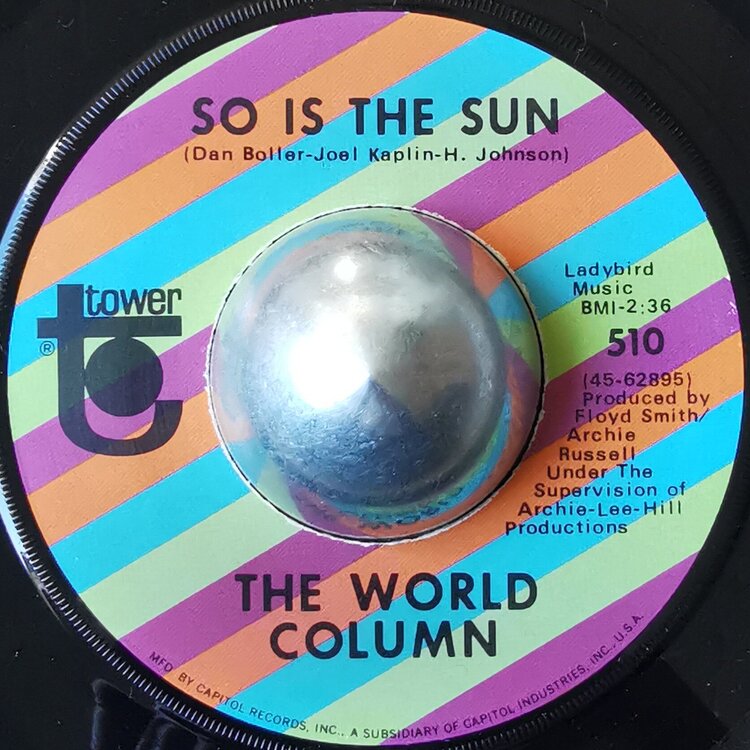 SO IS THE SUN
(Dan Boller-Joel Kaplin-H. Johnson)
tower
®
Ladybird
Music
BMI-2:36
510
(45-62895)
Produced by
Floyd Smith/
Archie
Russell
Under The
Supervision of
Archie-Lee-Hill
Productions
THE WORLD
COLUMN
MFD BY CAPITOL RECORDS, INC., A SUBSIDIARY OF CAPITOL INDUSTRIES, INC., U.S.A.